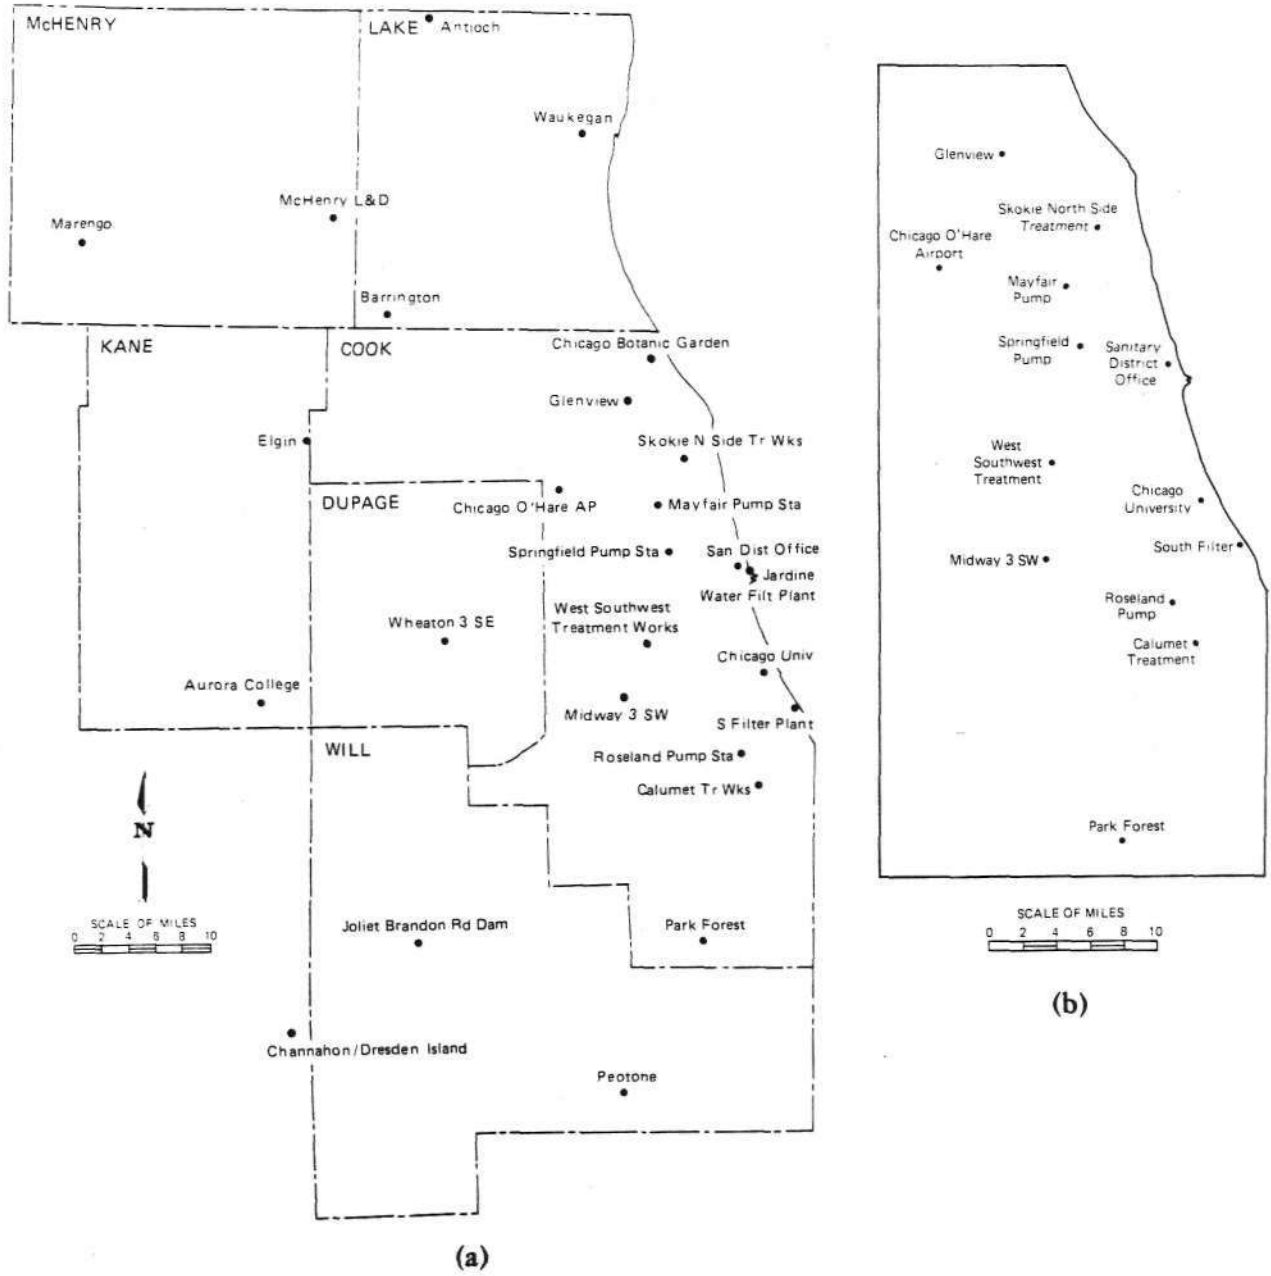 McHENRY
LAKE
Antioch
Waukegan
McHenry L&D
Marengo
Barrington
KANE
COOK
Chicago Botanic Garden
Glenview
Elgin
Skokie N Side Tr Wks
DUPAGE
Chicago O'Hare AP
Mayfair Pump Sta
Springfield Pump Sta
San Dist Office
Jardine
Water Filt Plant
West Southwest
Treatment Works
Wheaton 3 SE
Chicago Univ
Aurora College
Midway 3 SW
S Filter Plant
WILL
Roseland Pump Sta
Calumet Tr Wks
N
SCALE OF MILES
0 2 4 6 8 10
Joliet Brandon Rd Dam
Park Forest
Channahon/Dresden Island
Peotone
(a)
Glenview
Skokie North Side
Treatment
Chicago O'Hare
Airport
Mayfair
Pump
Springfield
Pump
Sanitary
District
Office
West
Southwest
Treatment
Chicago
University
South Filter
Midway 3 SW
Roseland
Pump
Calumet
Treatment
Park Forest
SCALE OF MILES
0 2 4 6 8 10
(b)